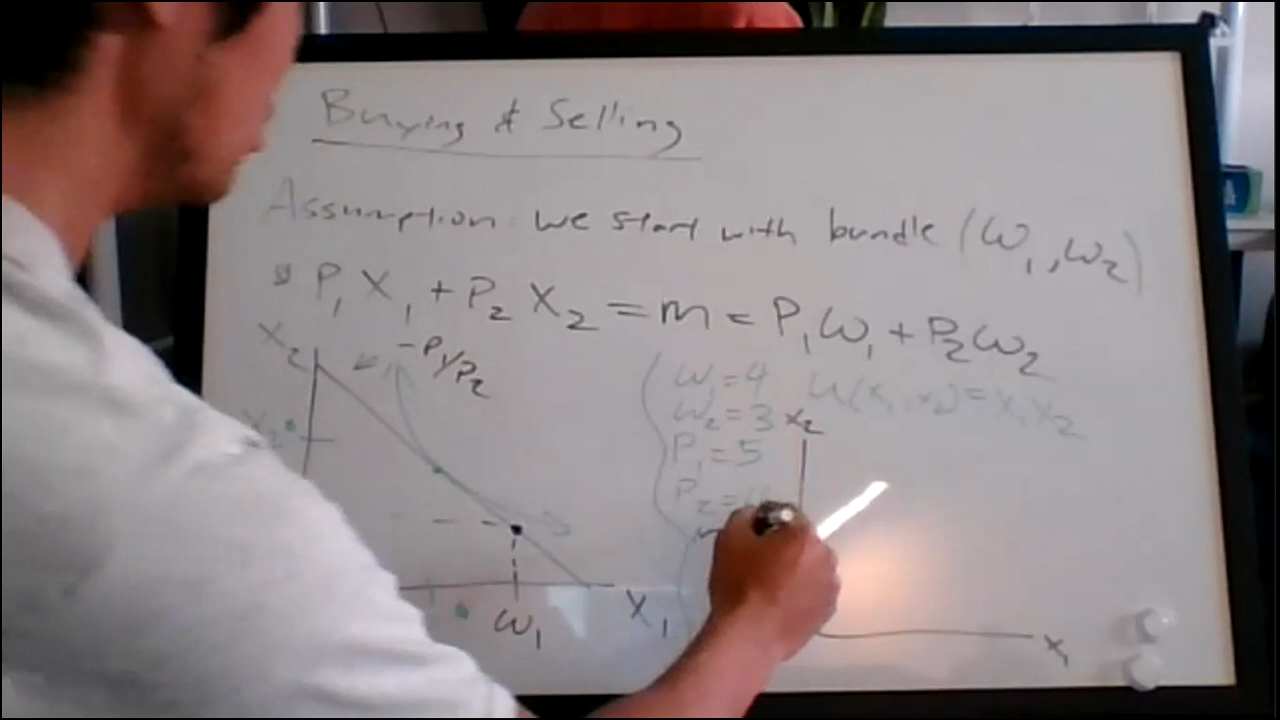 Buying & Selling
Assumption: we start with bundle (ω₁, ω₂)
P₁X₁ + P₂X₂ = m = P₁ω₁ + P₂ω₂
X₂
-P₁/P₂
ω₁
X₁
ω₁ = 4
ω₂ = 3
P₁ = 5
P₂ =
U(x₁, x₂) = x₁x₂
x₂
x₁